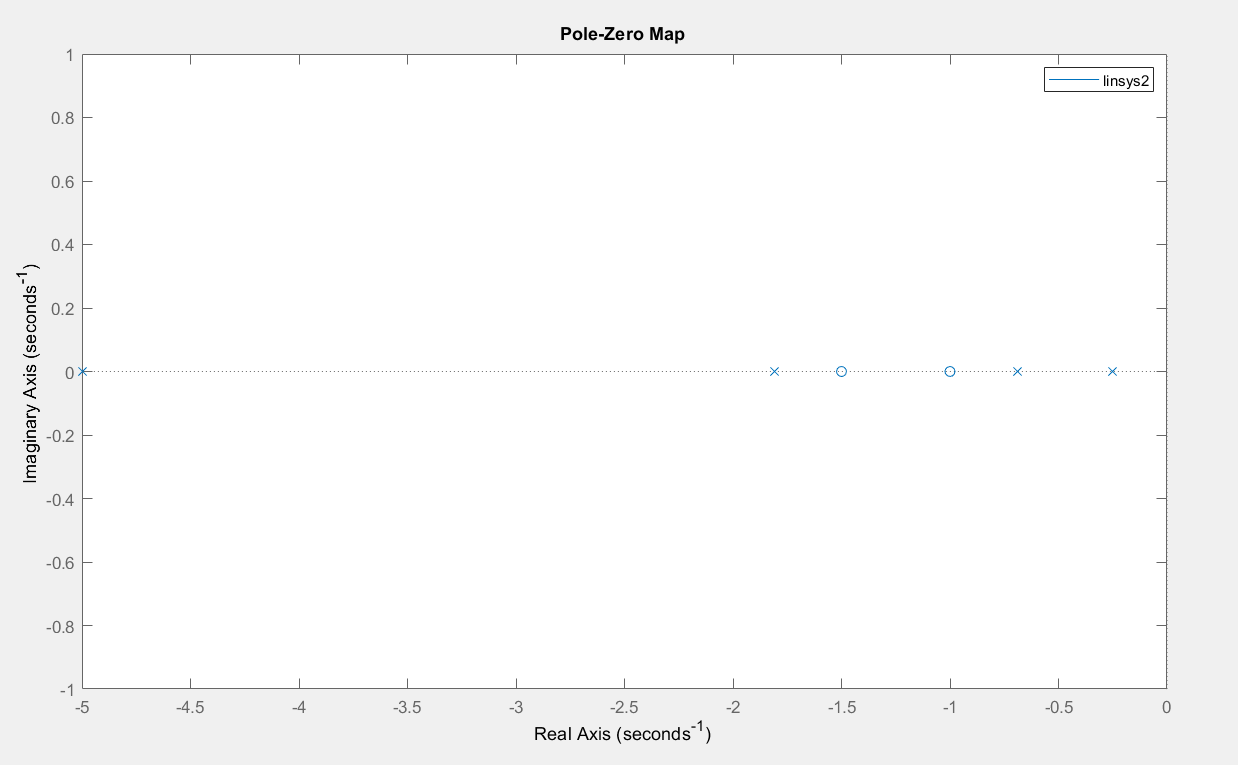 Pole-Zero Map
linsys2
1
0.8
0.6
0.4
0.2
0
-0.2
-0.4
-0.6
-0.8
-1
Imaginary Axis (seconds-1)
-5 -4.5 -4 -3.5 -3 -2.5 -2 -1.5 -1 -0.5 0
Real Axis (seconds-1)